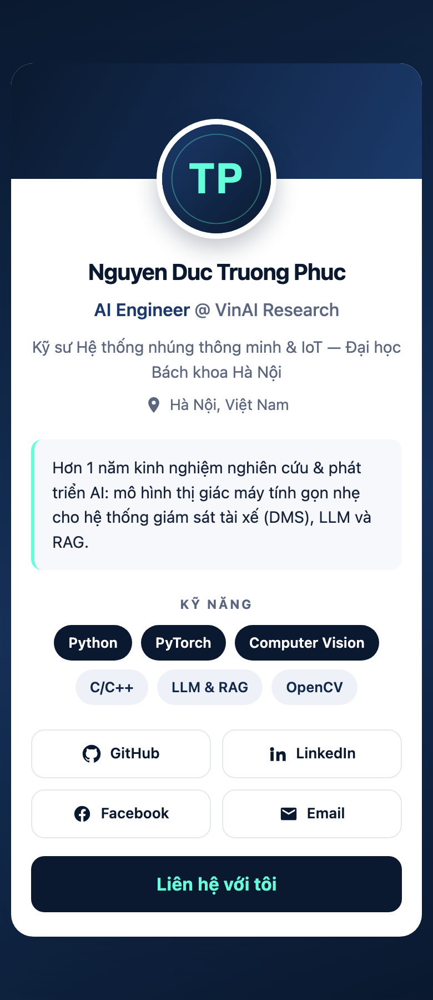 TP
Nguyen Duc Truong Phuc
AI Engineer @ VinAI Research
Kỹ sư Hệ thống nhúng thông minh & IoT — Đại học
Bách khoa Hà Nội
Hà Nội, Việt Nam
Hơn 1 năm kinh nghiệm nghiên cứu & phát
triển AI: mô hình thị giác máy tính gọn nhẹ
cho hệ thống giám sát tài xế (DMS), LLM và
RAG.
KỸ NĂNG
Python PyTorch Computer Vision
C/C++ LLM & RAG OpenCV
GitHub LinkedIn
Facebook Email
Liên hệ với tôi